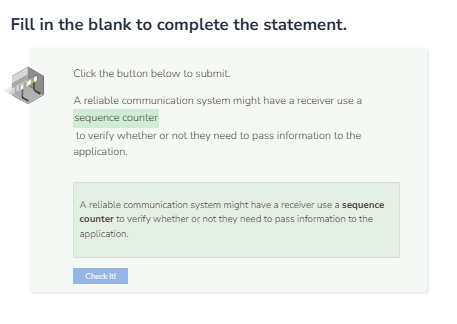 Fill in the blank to complete the statement.
Click the button below to submit.
A reliable communication system might have a receiver use a
sequence counter
to verify whether or not they need to pass information to the
application.
A reliable communication system might have a receiver use a sequence
counter to verify whether or not they need to pass information to the
application.
Check It!